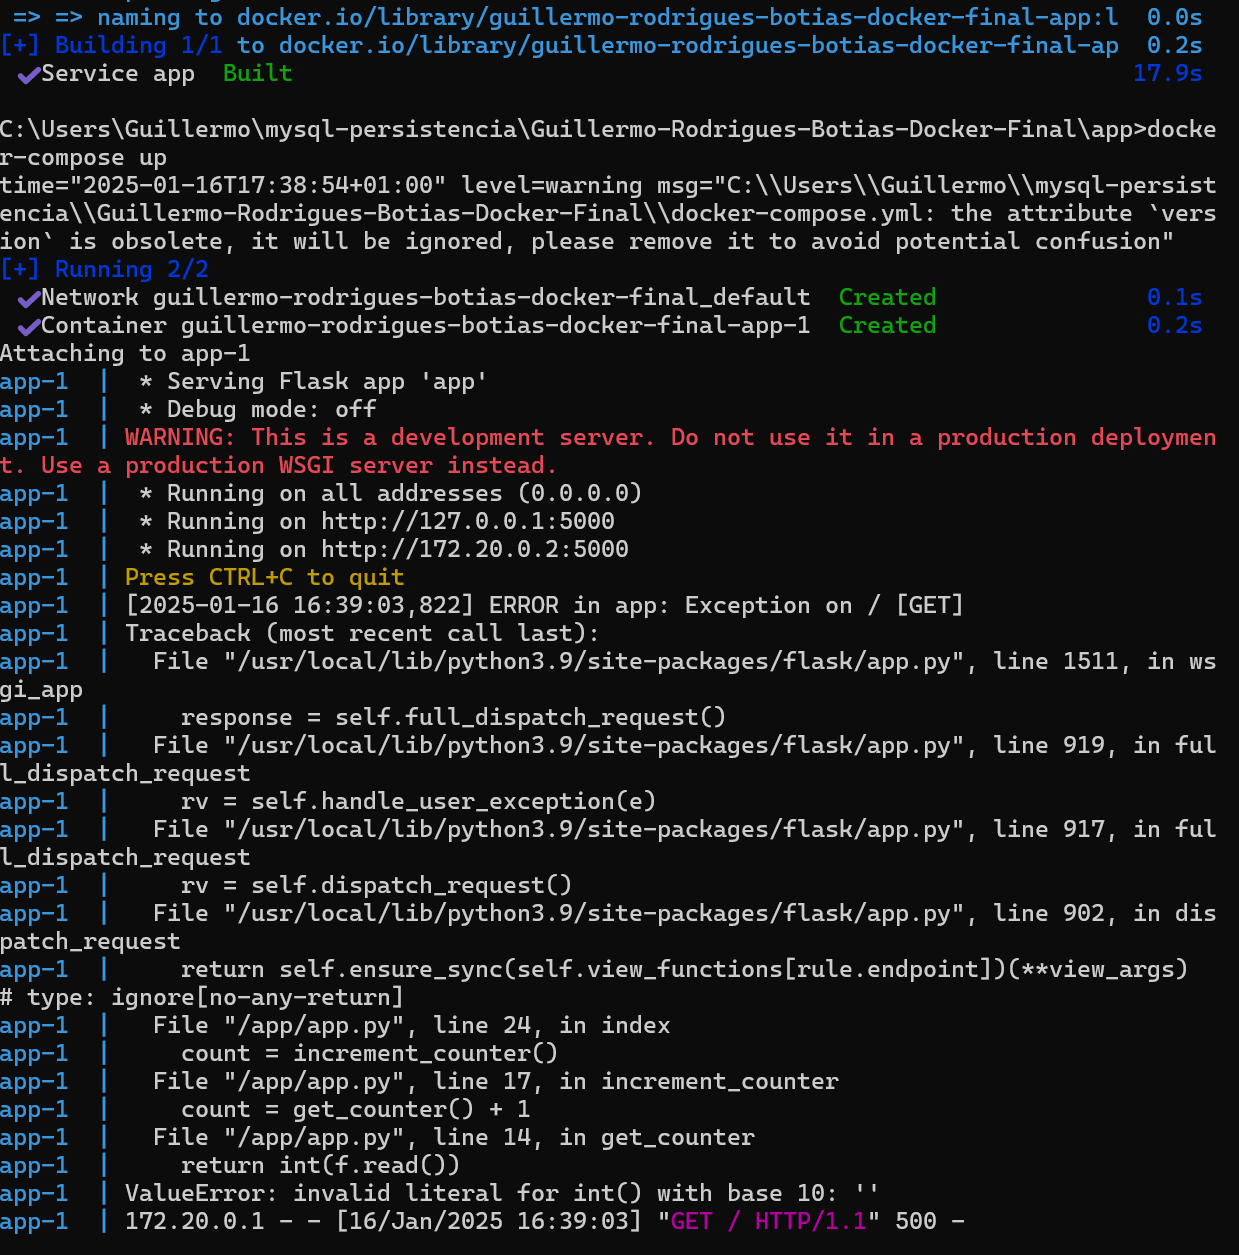 => => naming to docker.io/library/guillermo-rodrigues-botias-docker-final-app:l  0.0s
[+] Building 1/1 to docker.io/library/guillermo-rodrigues-botias-docker-final-ap  0.2s
✔Service app  Built  17.9s
C:\Users\Guillermo\mysql-persistencia\Guillermo-Rodrigues-Botias-Docker-Final\app>docke
r-compose up
time="2025-01-16T17:38:54+01:00" level=warning msg="C:\\Users\\Guillermo\\mysql-persist
encia\\Guillermo-Rodrigues-Botias-Docker-Final\\docker-compose.yml: the attribute `vers
ion` is obsolete, it will be ignored, please remove it to avoid potential confusion"
[+] Running 2/2
✔Network guillermo-rodrigues-botias-docker-final_default  Created  0.1s
✔Container guillermo-rodrigues-botias-docker-final-app-1  Created  0.2s
Attaching to app-1
app-1  |  * Serving Flask app 'app'
app-1  |  * Debug mode: off
app-1  | WARNING: This is a development server. Do not use it in a production deploymen
t. Use a production WSGI server instead.
app-1  |  * Running on all addresses (0.0.0.0)
app-1  |  * Running on http://127.0.0.1:5000
app-1  |  * Running on http://172.20.0.2:5000
app-1  | Press CTRL+C to quit
app-1  | [2025-01-16 16:39:03,822] ERROR in app: Exception on / [GET]
app-1  | Traceback (most recent call last):
app-1  |   File "/usr/local/lib/python3.9/site-packages/flask/app.py", line 1511, in ws
gi_app
app-1  |     response = self.full_dispatch_request()
app-1  |   File "/usr/local/lib/python3.9/site-packages/flask/app.py", line 919, in ful
l_dispatch_request
app-1  |     rv = self.handle_user_exception(e)
app-1  |   File "/usr/local/lib/python3.9/site-packages/flask/app.py", line 917, in ful
l_dispatch_request
app-1  |     rv = self.dispatch_request()
app-1  |   File "/usr/local/lib/python3.9/site-packages/flask/app.py", line 902, in dis
patch_request
app-1  |     return self.ensure_sync(self.view_functions[rule.endpoint])(**view_args)
# type: ignore[no-any-return]
app-1  |   File "/app/app.py", line 24, in index
app-1  |     count = increment_counter()
app-1  |   File "/app/app.py", line 17, in increment_counter
app-1  |     count = get_counter() + 1
app-1  |   File "/app/app.py", line 14, in get_counter
app-1  |     return int(f.read())
app-1  | ValueError: invalid literal for int() with base 10: ''
app-1  | 172.20.0.1 - - [16/Jan/2025 16:39:03] "GET / HTTP/1.1" 500 -